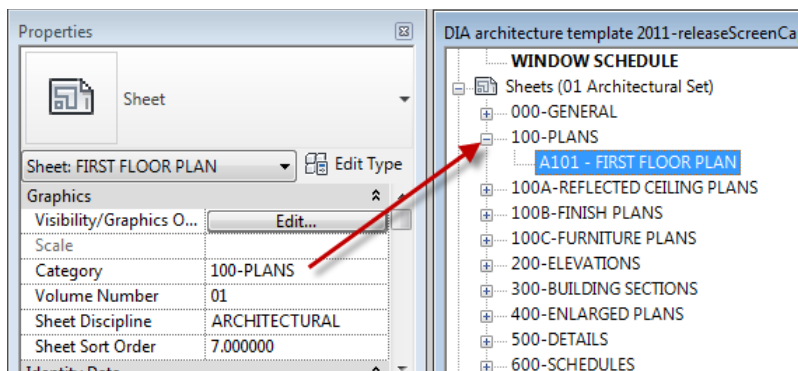 Properties
Sheet
Sheet: FIRST FLOOR PLAN
Edit Type
Graphics
Visibility/Graphics O...
Edit...
Scale
Category
100-PLANS
Volume Number
01
Sheet Discipline
ARCHITECTURAL
Sheet Sort Order
7.000000
Identity Data
DIA architecture template 2011-releaseScreenCa
WINDOW SCHEDULE
Sheets (01 Architectural Set)
000-GENERAL
100-PLANS
A101 - FIRST FLOOR PLAN
100A-REFLECTED CEILING PLANS
100B-FINISH PLANS
100C-FURNITURE PLANS
200-ELEVATIONS
300-BUILDING SECTIONS
400-ENLARGED PLANS
500-DETAILS
600-SCHEDULES